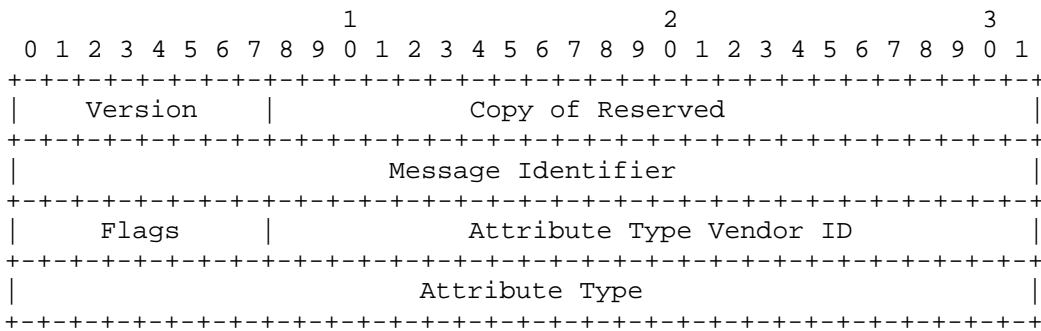 1                   2                   3
 0 1 2 3 4 5 6 7 8 9 0 1 2 3 4 5 6 7 8 9 0 1 2 3 4 5 6 7 8 9 0 1
+-+-+-+-+-+-+-+-+-+-+-+-+-+-+-+-+-+-+-+-+-+-+-+-+-+-+-+-+-+-+-+-+
|    Version    |            Copy of Reserved                   |
+-+-+-+-+-+-+-+-+-+-+-+-+-+-+-+-+-+-+-+-+-+-+-+-+-+-+-+-+-+-+-+-+
|                       Message Identifier                      |
+-+-+-+-+-+-+-+-+-+-+-+-+-+-+-+-+-+-+-+-+-+-+-+-+-+-+-+-+-+-+-+-+
|     Flags     |            Attribute Type Vendor ID           |
+-+-+-+-+-+-+-+-+-+-+-+-+-+-+-+-+-+-+-+-+-+-+-+-+-+-+-+-+-+-+-+-+
|                         Attribute Type                        |
+-+-+-+-+-+-+-+-+-+-+-+-+-+-+-+-+-+-+-+-+-+-+-+-+-+-+-+-+-+-+-+-+